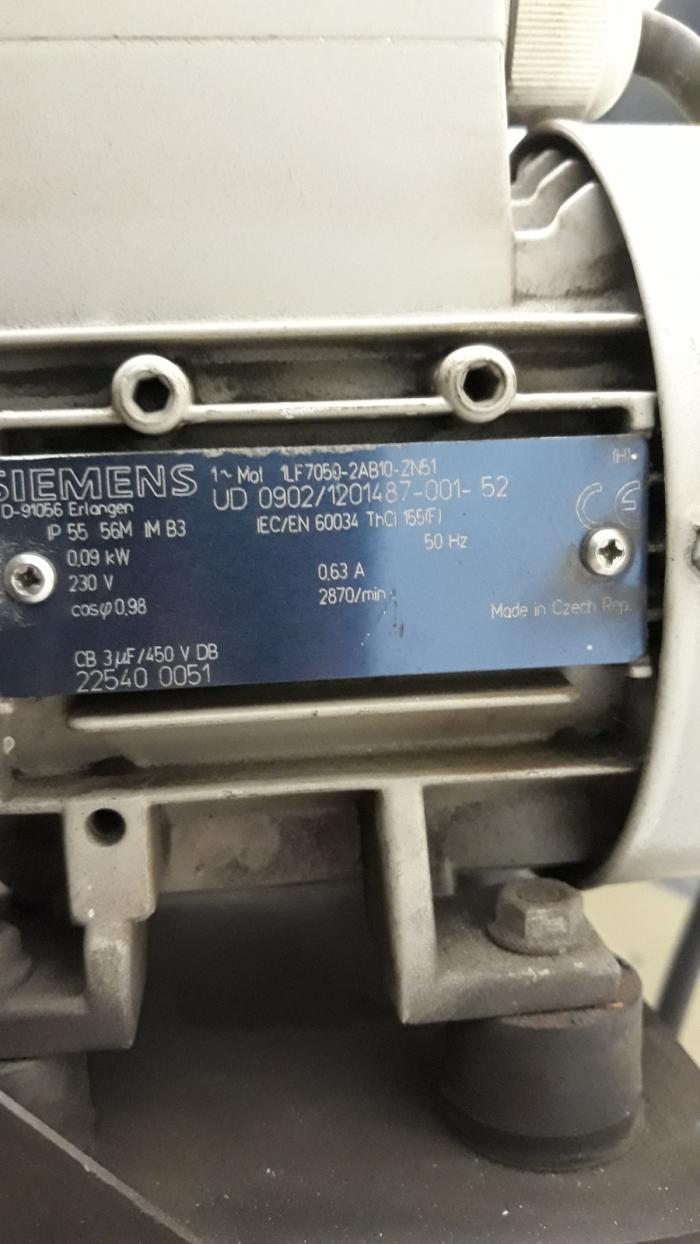 SIEMENS
1~ Mot 1LF7050-2AB10-ZN51
(H)
D-91056 Erlangen
UD 0902/1201487-001-52
CE
IP 55 56M IM B3
IEC/EN 60034 ThCl 155(F)
50 Hz
0,09 kW
230 V
0,63 A
cosφ 0,98
2870/min
Made in Czech Rep.
CB 3µF/450 V DB
22540 0051